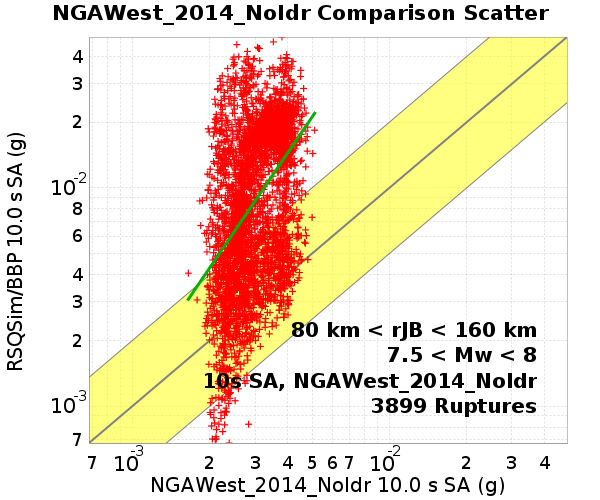 NGAWest_2014_NoIdr Comparison Scatter
RSQSim/BBP 10.0 s SA (g)
4
3
2
10-2
8
6
4
3
2
10-3
7
80 km < rJB < 160 km
7.5 < Mw < 8
10s SA, NGAWest_2014_NoIdr
3899 Ruptures
7 10-3 2 3 4 5 6 7 10-2 2 3 4
NGAWest_2014_NoIdr 10.0 s SA (g)